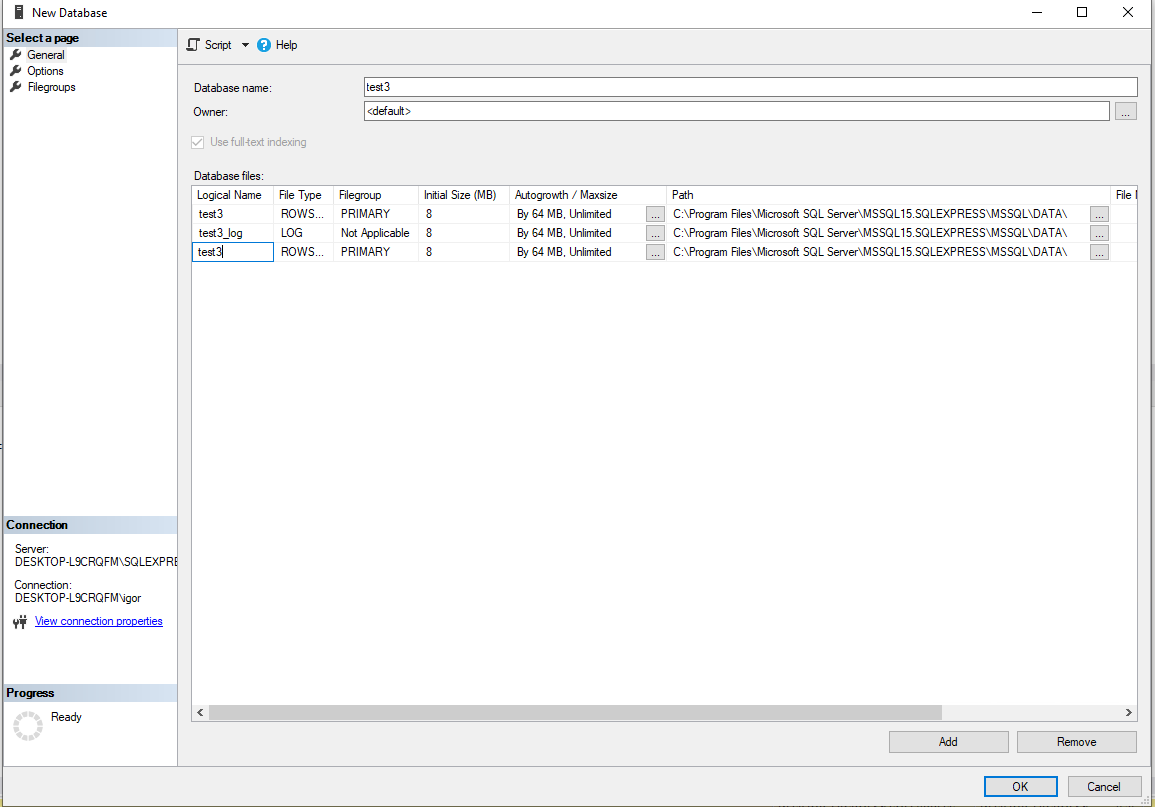 New Database
Select a page
General
Options
Filegroups
Script
Help
Database name:
test3
Owner:
<default>
...
Use full-text indexing
Database files:
Logical Name File Type Filegroup Initial Size (MB) Autogrowth / Maxsize Path File
test3 ROWS... PRIMARY 8 By 64 MB, Unlimited ... C:\Program Files\Microsoft SQL Server\MSSQL15.SQLEXPRESS\MSSQL\DATA\ ...
test3_log LOG Not Applicable 8 By 64 MB, Unlimited ... C:\Program Files\Microsoft SQL Server\MSSQL15.SQLEXPRESS\MSSQL\DATA\ ...
test3 ROWS... PRIMARY 8 By 64 MB, Unlimited ... C:\Program Files\Microsoft SQL Server\MSSQL15.SQLEXPRESS\MSSQL\DATA\ ...
Connection
Server:
DESKTOP-L9CRQFM\SQLEXPRE
Connection:
DESKTOP-L9CRQFM\igor
View connection properties
Progress
Ready
Add
Remove
OK
Cancel